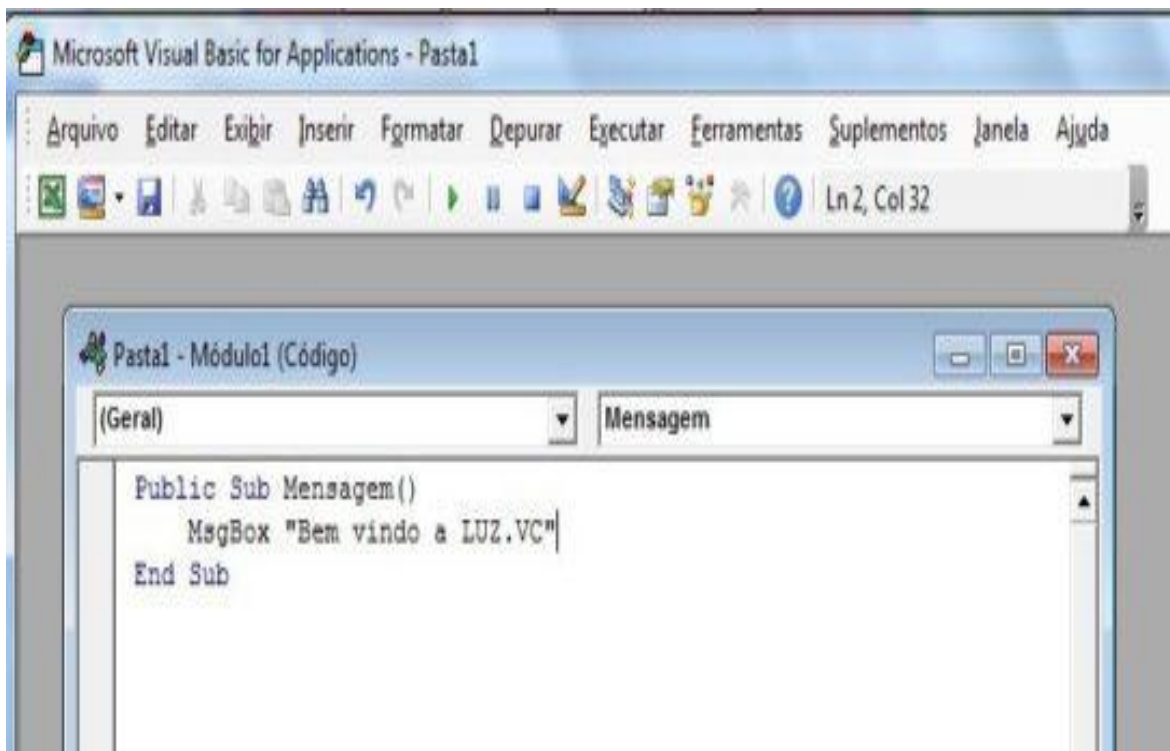 Microsoft Visual Basic for Applications - Pasta1
Arquivo Editar Exibir Inserir Formatar Depurar Executar Ferramentas Suplementos Janela Ajuda
Ln 2, Col 32
Pasta1 - Módulo1 (Código)
(Geral) Mensagem
Public Sub Mensagem()
MsgBox "Bem vindo a LUZ.VC"
End Sub